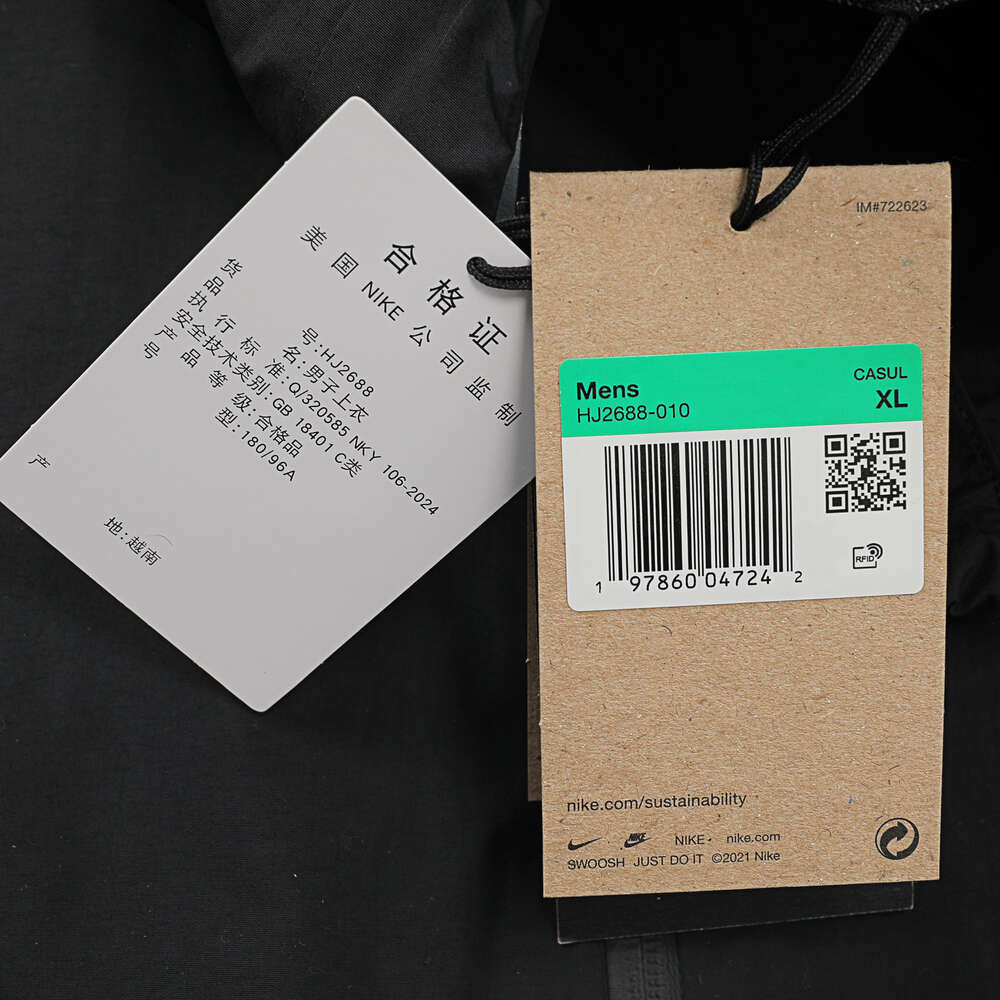 合格证
美国NIKE公司监制
货号:HJ2688
品名:男子上衣
执行标准:Q/320585 NKY 106-2024
安全技术类别:GB 18401 C类
产品等级:合格品
号型:180/96A
产地:越南
IM#722623
Mens
HJ2688-010
CASUL
XL
1 97860 04724 2
RFID
nike.com/sustainability
NIKE NIKE nike.com
SWOOSH JUST DO IT ©2021 Nike